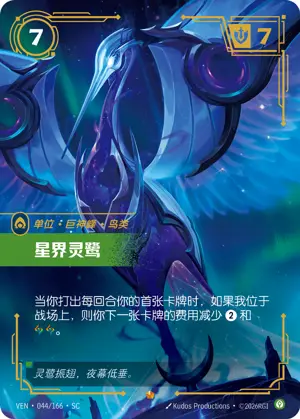 7
7
单位：巨神峰・鸟类
星界灵鹭
当你打出每回合你的首张卡牌时，如果我位于
战场上，则你下一张卡牌的费用减少 2 和
。
灵鹭振翅，夜幕低垂。
VEN・044/166・SC
Kudos Productions・©2026RGI